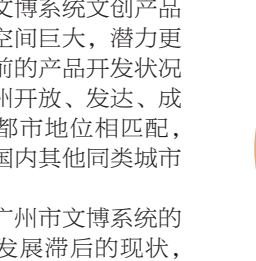 文博系统文创产品
空间巨大，潜力更
前的产品开发状况
州开放、发达、成
都市地位相匹配，
国内其他同类城市
广州市文博系统的
发展滞后的现状，